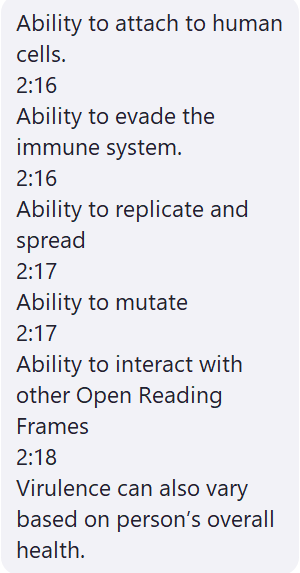 Ability to attach to human
cells.
2:16
Ability to evade the
immune system.
2:16
Ability to replicate and
spread
2:17
Ability to mutate
2:17
Ability to interact with
other Open Reading
Frames
2:18
Virulence can also vary
based on person’s overall
health.